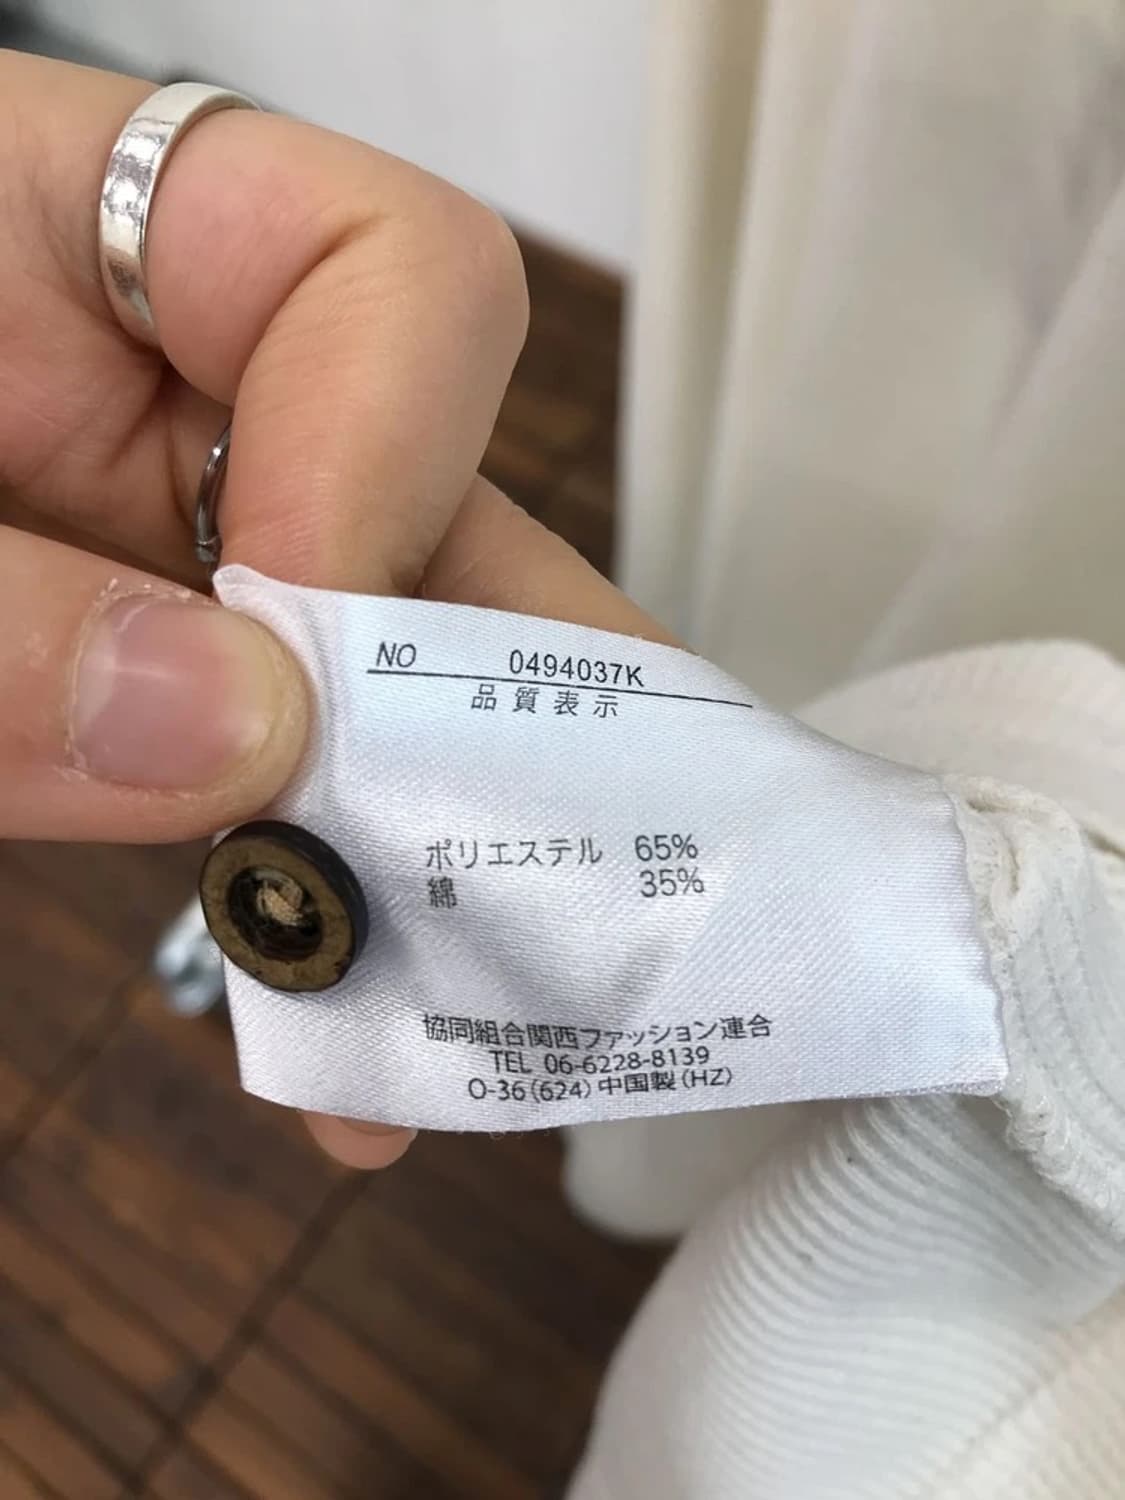 NO 0494037K
品質表示
ポリエステル 65%
綿 35%
協同組合関西ファッション連合
TEL 06-6228-8139
O-36(624)中国製(HZ)